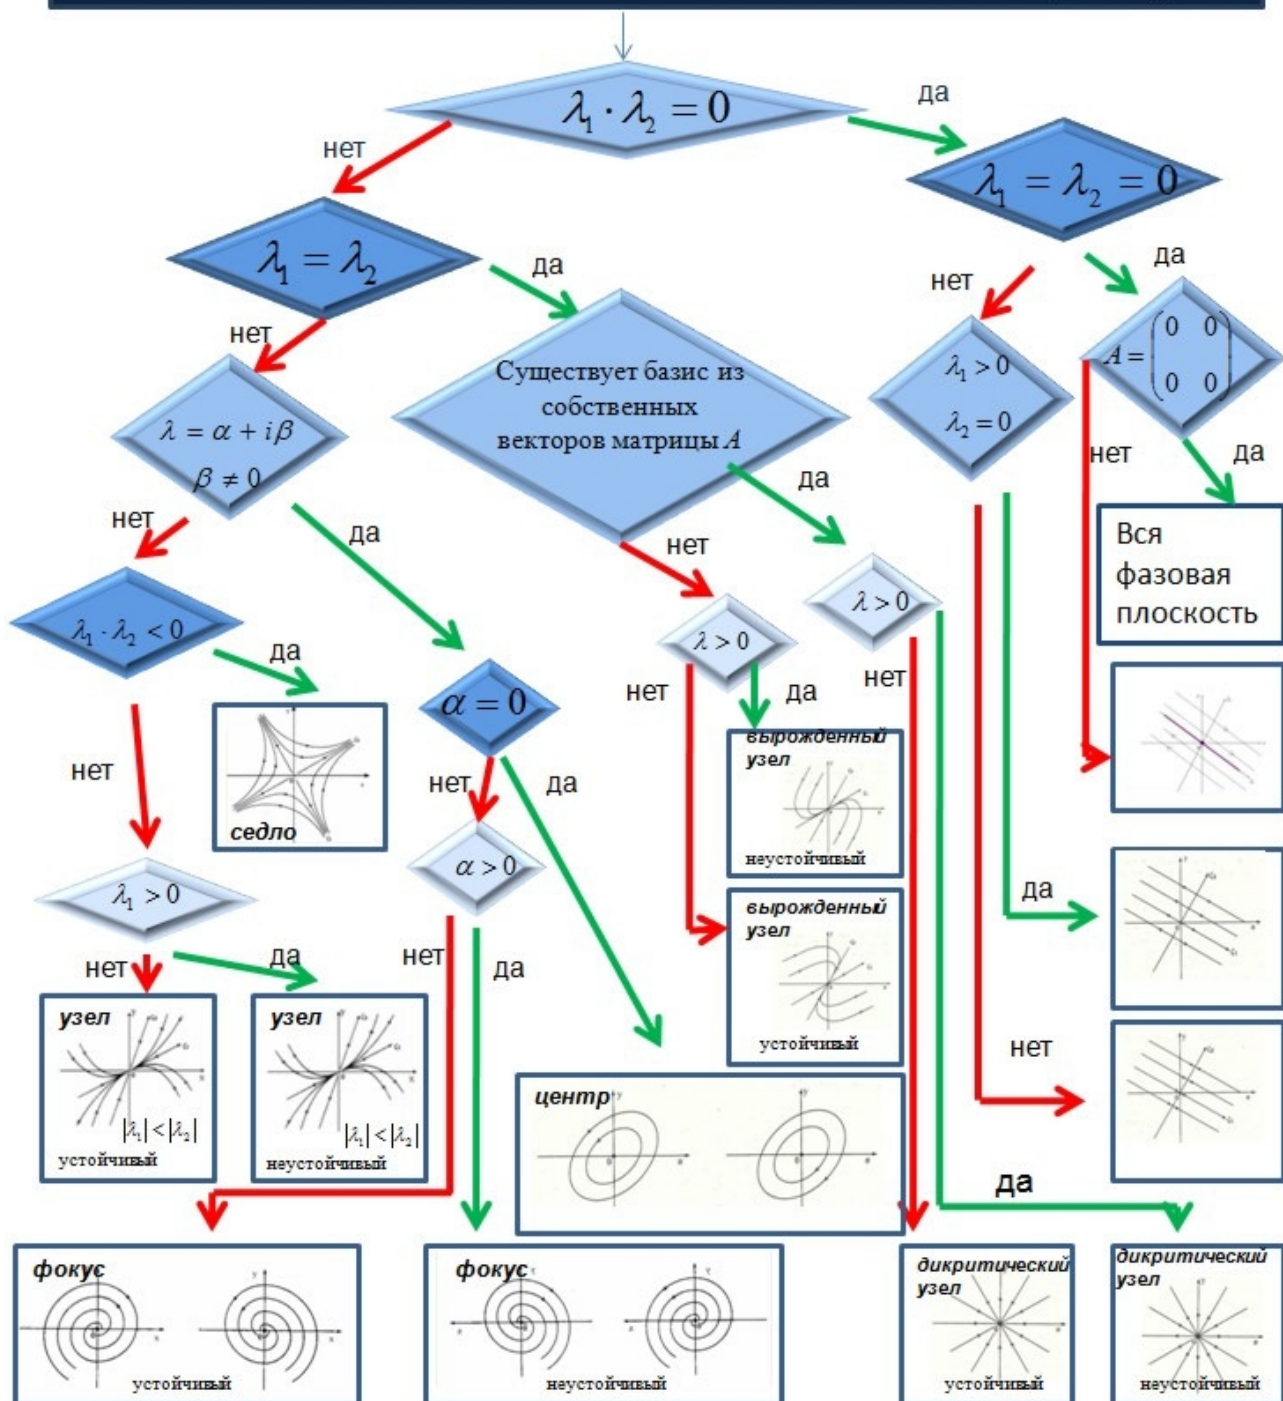 λ₁ · λ₂ = 0
да
нет
λ₁ = λ₂ = 0
λ₁ = λ₂
да
да
нет
нет
A = (0 0
0 0)
Существует базис из
собственных
векторов матрицы A
λ₁ > 0
λ₂ = 0
λ = α + iβ
β ≠ 0
нет
да
да
нет
да
нет
Вся
фазовая
плоскость
λ₁ · λ₂ < 0
да
λ > 0
λ > 0
нет
да
нет
α = 0
седло
нет
нет
да
вырожденный
узел
неустойчивый
λ₁ > 0
α > 0
да
вырожденный
узел
устойчивый
нет
да
нет
да
нет
узел
|λ₁| < |λ₂|
устойчивый
узел
|λ₁| < |λ₂|
неустойчивый
центр
да
фокус
устойчивый
фокус
неустойчивый
дикритический
узел
устойчивый
дикритический
узел
неустойчивый